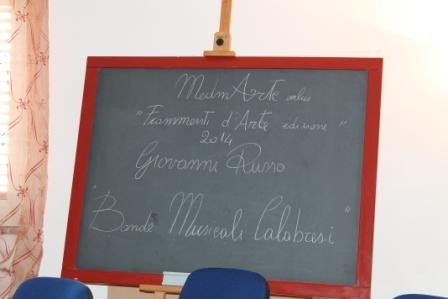 MedmArte onlus
"Frammenti d'Arte edizione"
2014
Giovanni Russo
"Bande Musicali Calabresi"